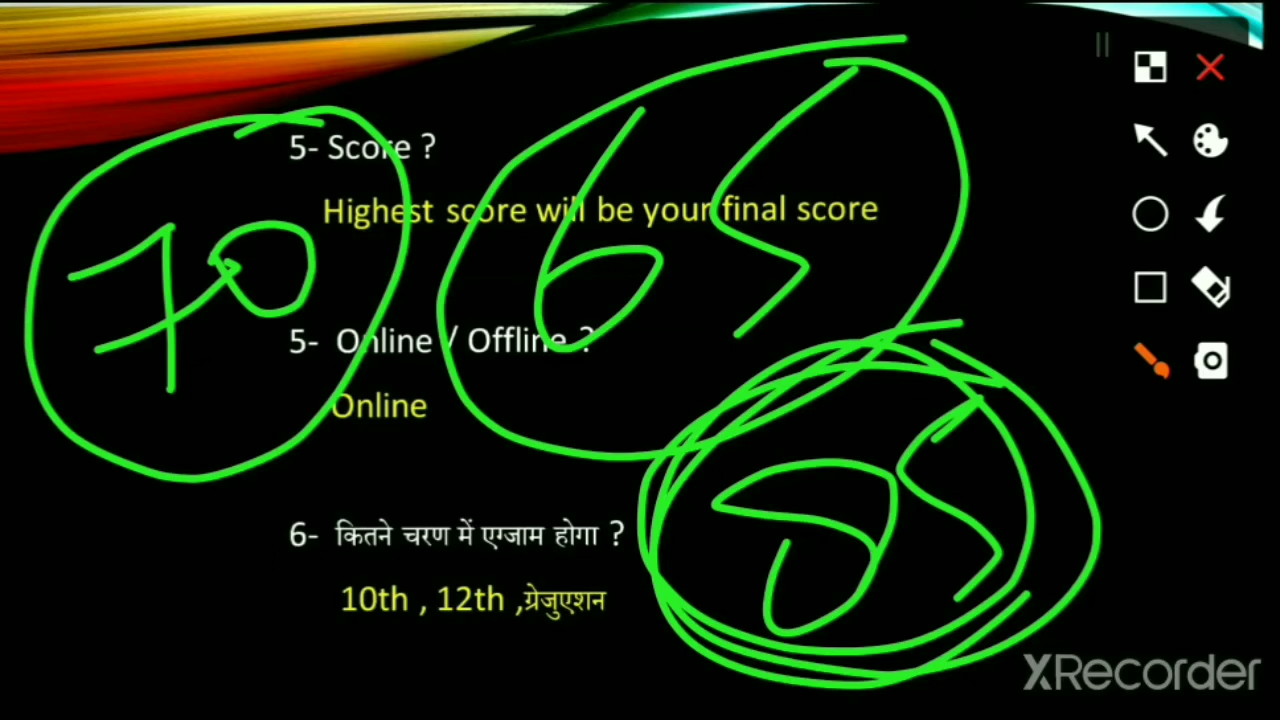 5- Score ?
Highest score will be your final score
70
65
5- Online / Offline ?
Online
85
6- कितने चरण में एग्जाम होगा ?
10th , 12th ,ग्रेजुएशन
XRecorder